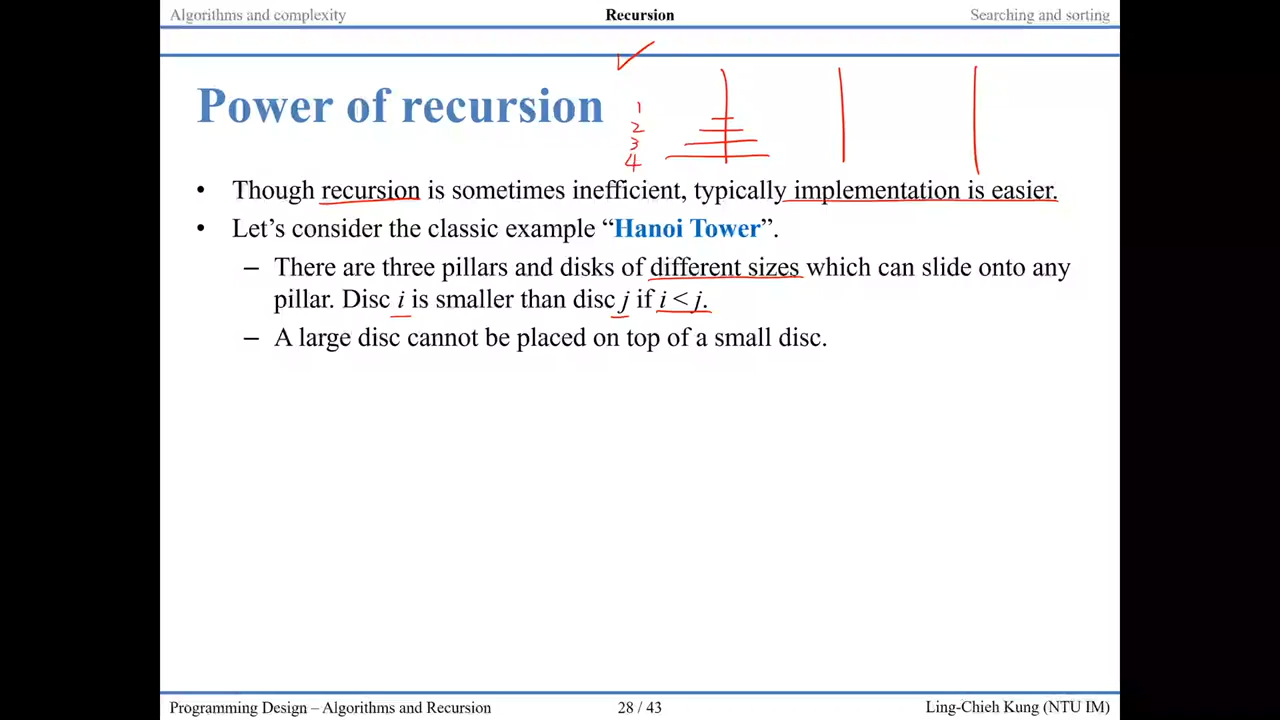 Algorithms and complexity Recursion Searching and sorting
Power of recursion
1
2
3
4
• Though recursion is sometimes inefficient, typically implementation is easier.
• Let’s consider the classic example “Hanoi Tower”.
– There are three pillars and disks of different sizes which can slide onto any
pillar. Disc i is smaller than disc j if i < j.
– A large disc cannot be placed on top of a small disc.
Programming Design – Algorithms and Recursion 28 / 43 Ling-Chieh Kung (NTU IM)